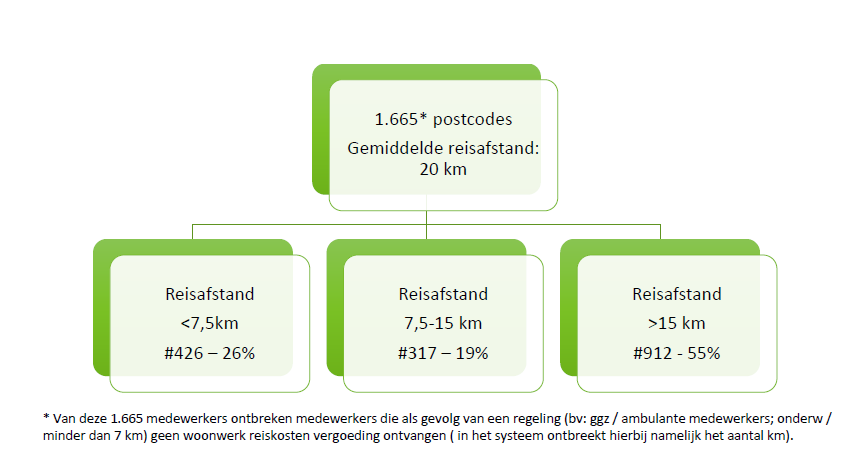 1.665* postcodes
Gemiddelde reisafstand:
20 km
Reisafstand
<7,5km
#426 – 26%
Reisafstand
7,5-15 km
#317 – 19%
Reisafstand
>15 km
#912 - 55%
* Van deze 1.665 medewerkers ontbreken medewerkers die als gevolg van een regeling (bv: ggz / ambulante medewerkers; onderw /
minder dan 7 km) geen woonwerk reiskosten vergoeding ontvangen ( in het systeem ontbreekt hierbij namelijk het aantal km).